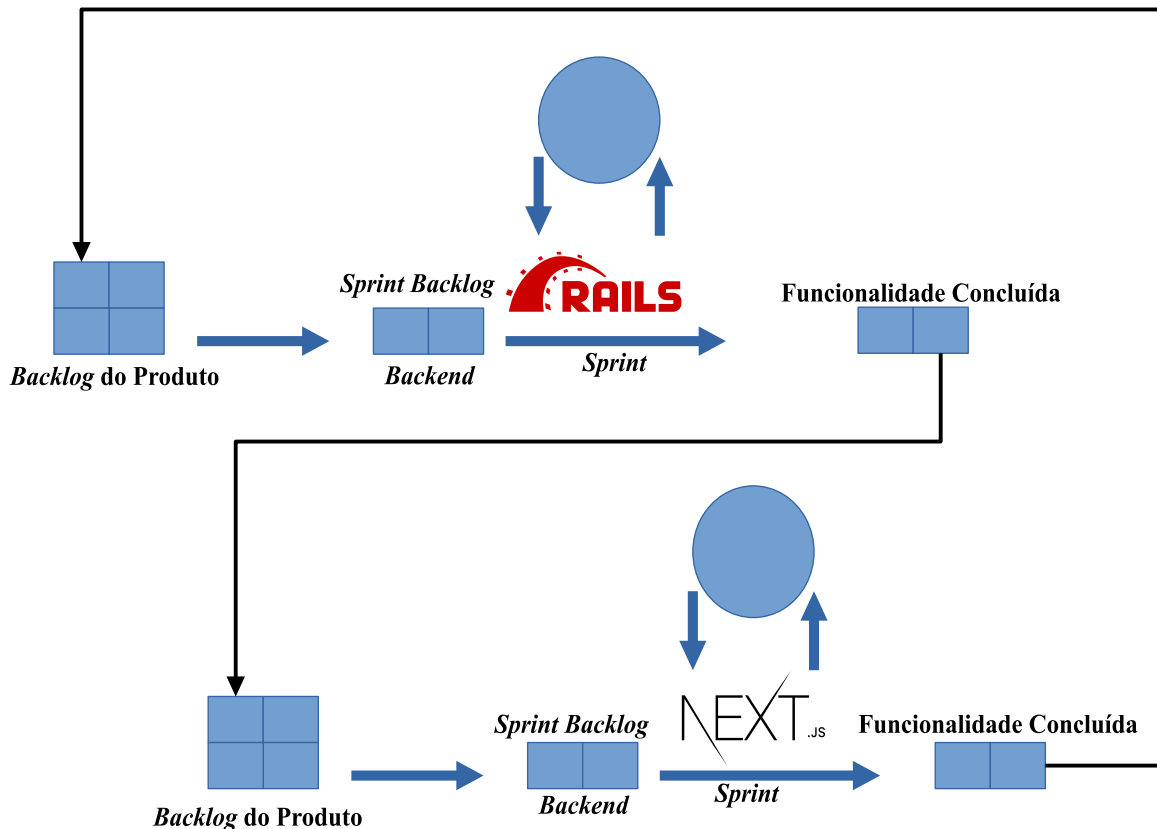 Sprint Backlog
RAILS
Funcionalidade Concluída
Backlog do Produto
Backend
Sprint
Sprint Backlog
NEXT.JS
Funcionalidade Concluída
Backlog do Produto
Backend
Sprint